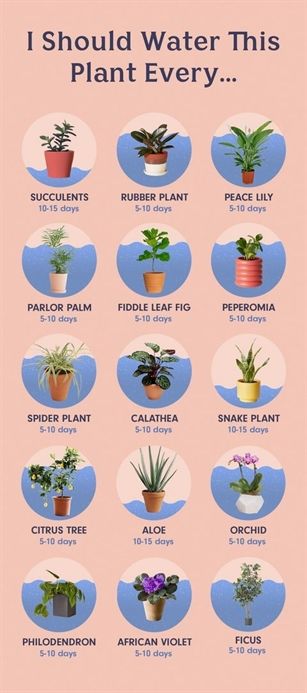 I Should Water This
Plant Every...
SUCCULENTS
10-15 days
RUBBER PLANT
5-10 days
PEACE LILY
5-10 days
PARLOR PALM
5-10 days
FIDDLE LEAF FIG
5-10 days
PEPEROMIA
5-10 days
SPIDER PLANT
5-10 days
CALATHEA
5-10 days
SNAKE PLANT
10-15 days
CITRUS TREE
5-10 days
ALOE
10-15 days
ORCHID
5-10 days
PHILODENDRON
5-10 days
AFRICAN VIOLET
5-10 days
FICUS
5-10 days